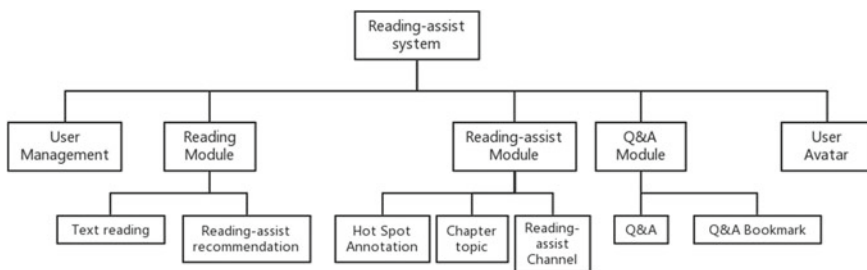 Reading-assist
system
User
Management
Reading
Module
Reading-assist
Module
Q&A
Module
User
Avatar
Text reading
Reading-assist
recommendation
Hot Spot
Annotation
Chapter
topic
Reading-
assist
Channel
Q&A
Q&A Bookmark